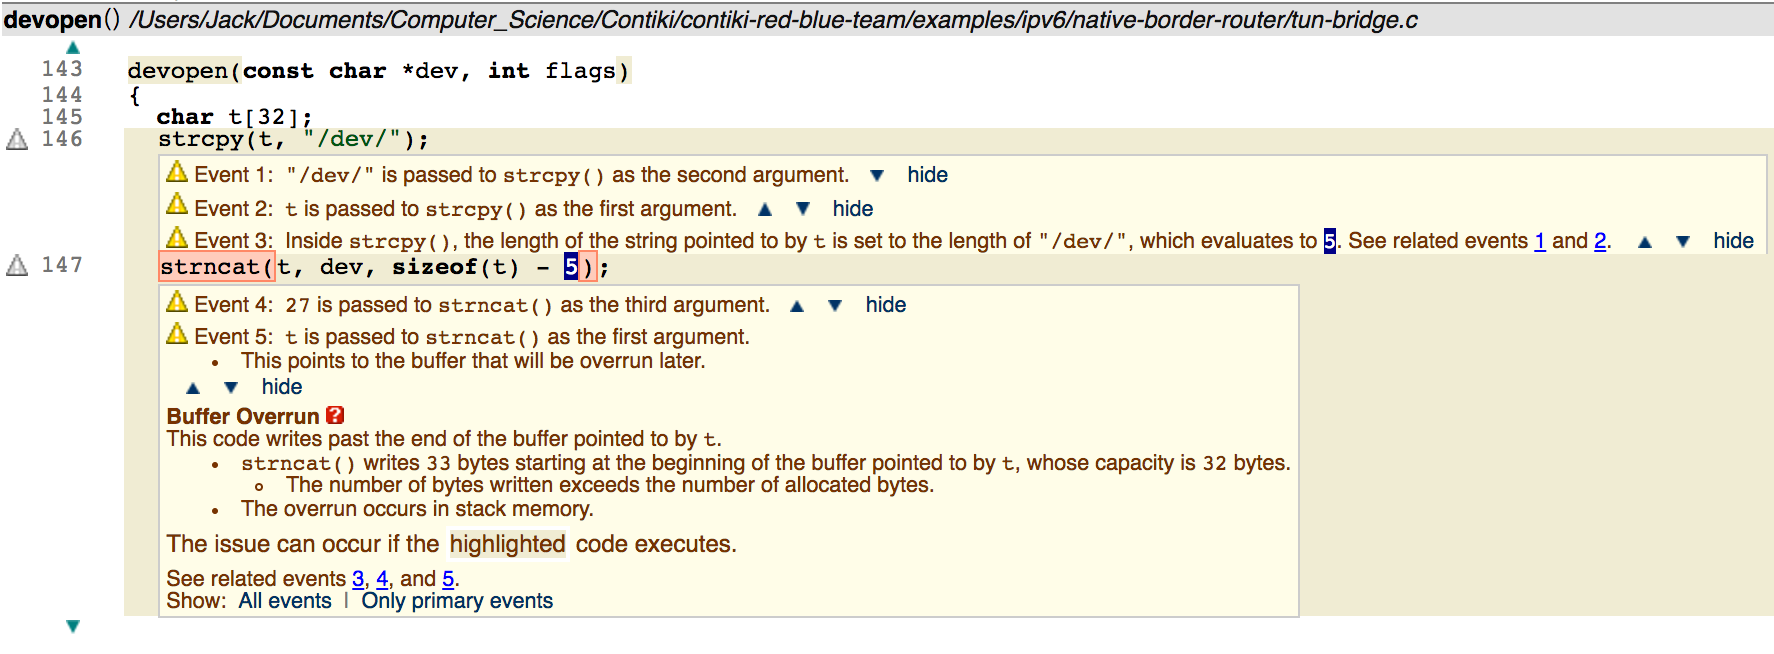 devopen() /Users/Jack/Documents/Computer_Science/Contiki/contiki-red-blue-team/examples/ipv6/native-border-router/tun-bridge.c
143 devopen(const char *dev, int flags)
144 {
145 char t[32];
146 strcpy(t, "/dev/");
Event 1: "/dev/" is passed to strcpy() as the second argument. ▼ hide
Event 2: t is passed to strcpy() as the first argument. ▲ ▼ hide
Event 3: Inside strcpy(), the length of the string pointed to by t is set to the length of "/dev/", which evaluates to 5. See related events 1 and 2. ▲ ▼ hide
147 strncat(t, dev, sizeof(t) - 5);
Event 4: 27 is passed to strncat() as the third argument. ▲ ▼ hide
Event 5: t is passed to strncat() as the first argument.
• This points to the buffer that will be overrun later.
▲ ▼ hide
Buffer Overrun ?
This code writes past the end of the buffer pointed to by t.
• strncat() writes 33 bytes starting at the beginning of the buffer pointed to by t, whose capacity is 32 bytes.
∘ The number of bytes written exceeds the number of allocated bytes.
• The overrun occurs in stack memory.
The issue can occur if the highlighted code executes.
See related events 3, 4, and 5.
Show: All events | Only primary events